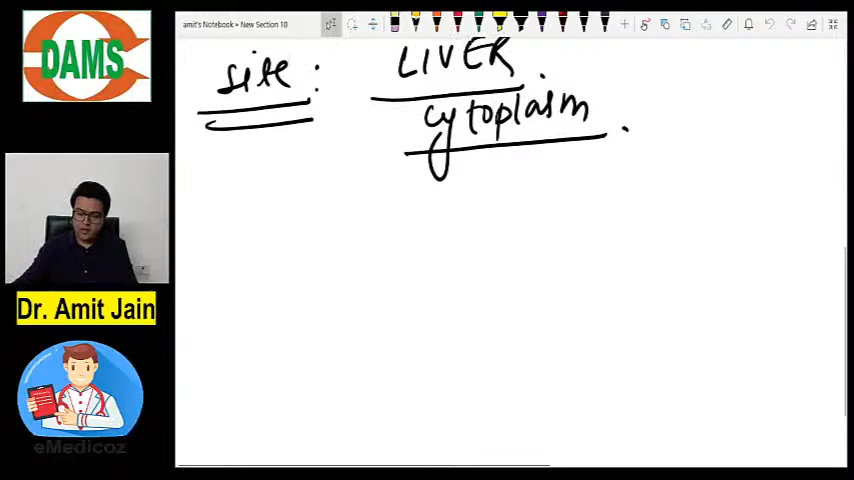 amit's Notebook > New Section 10
DAMS
site : LIVER.
cytoplasm.
Dr. Amit Jain
eMedicoz